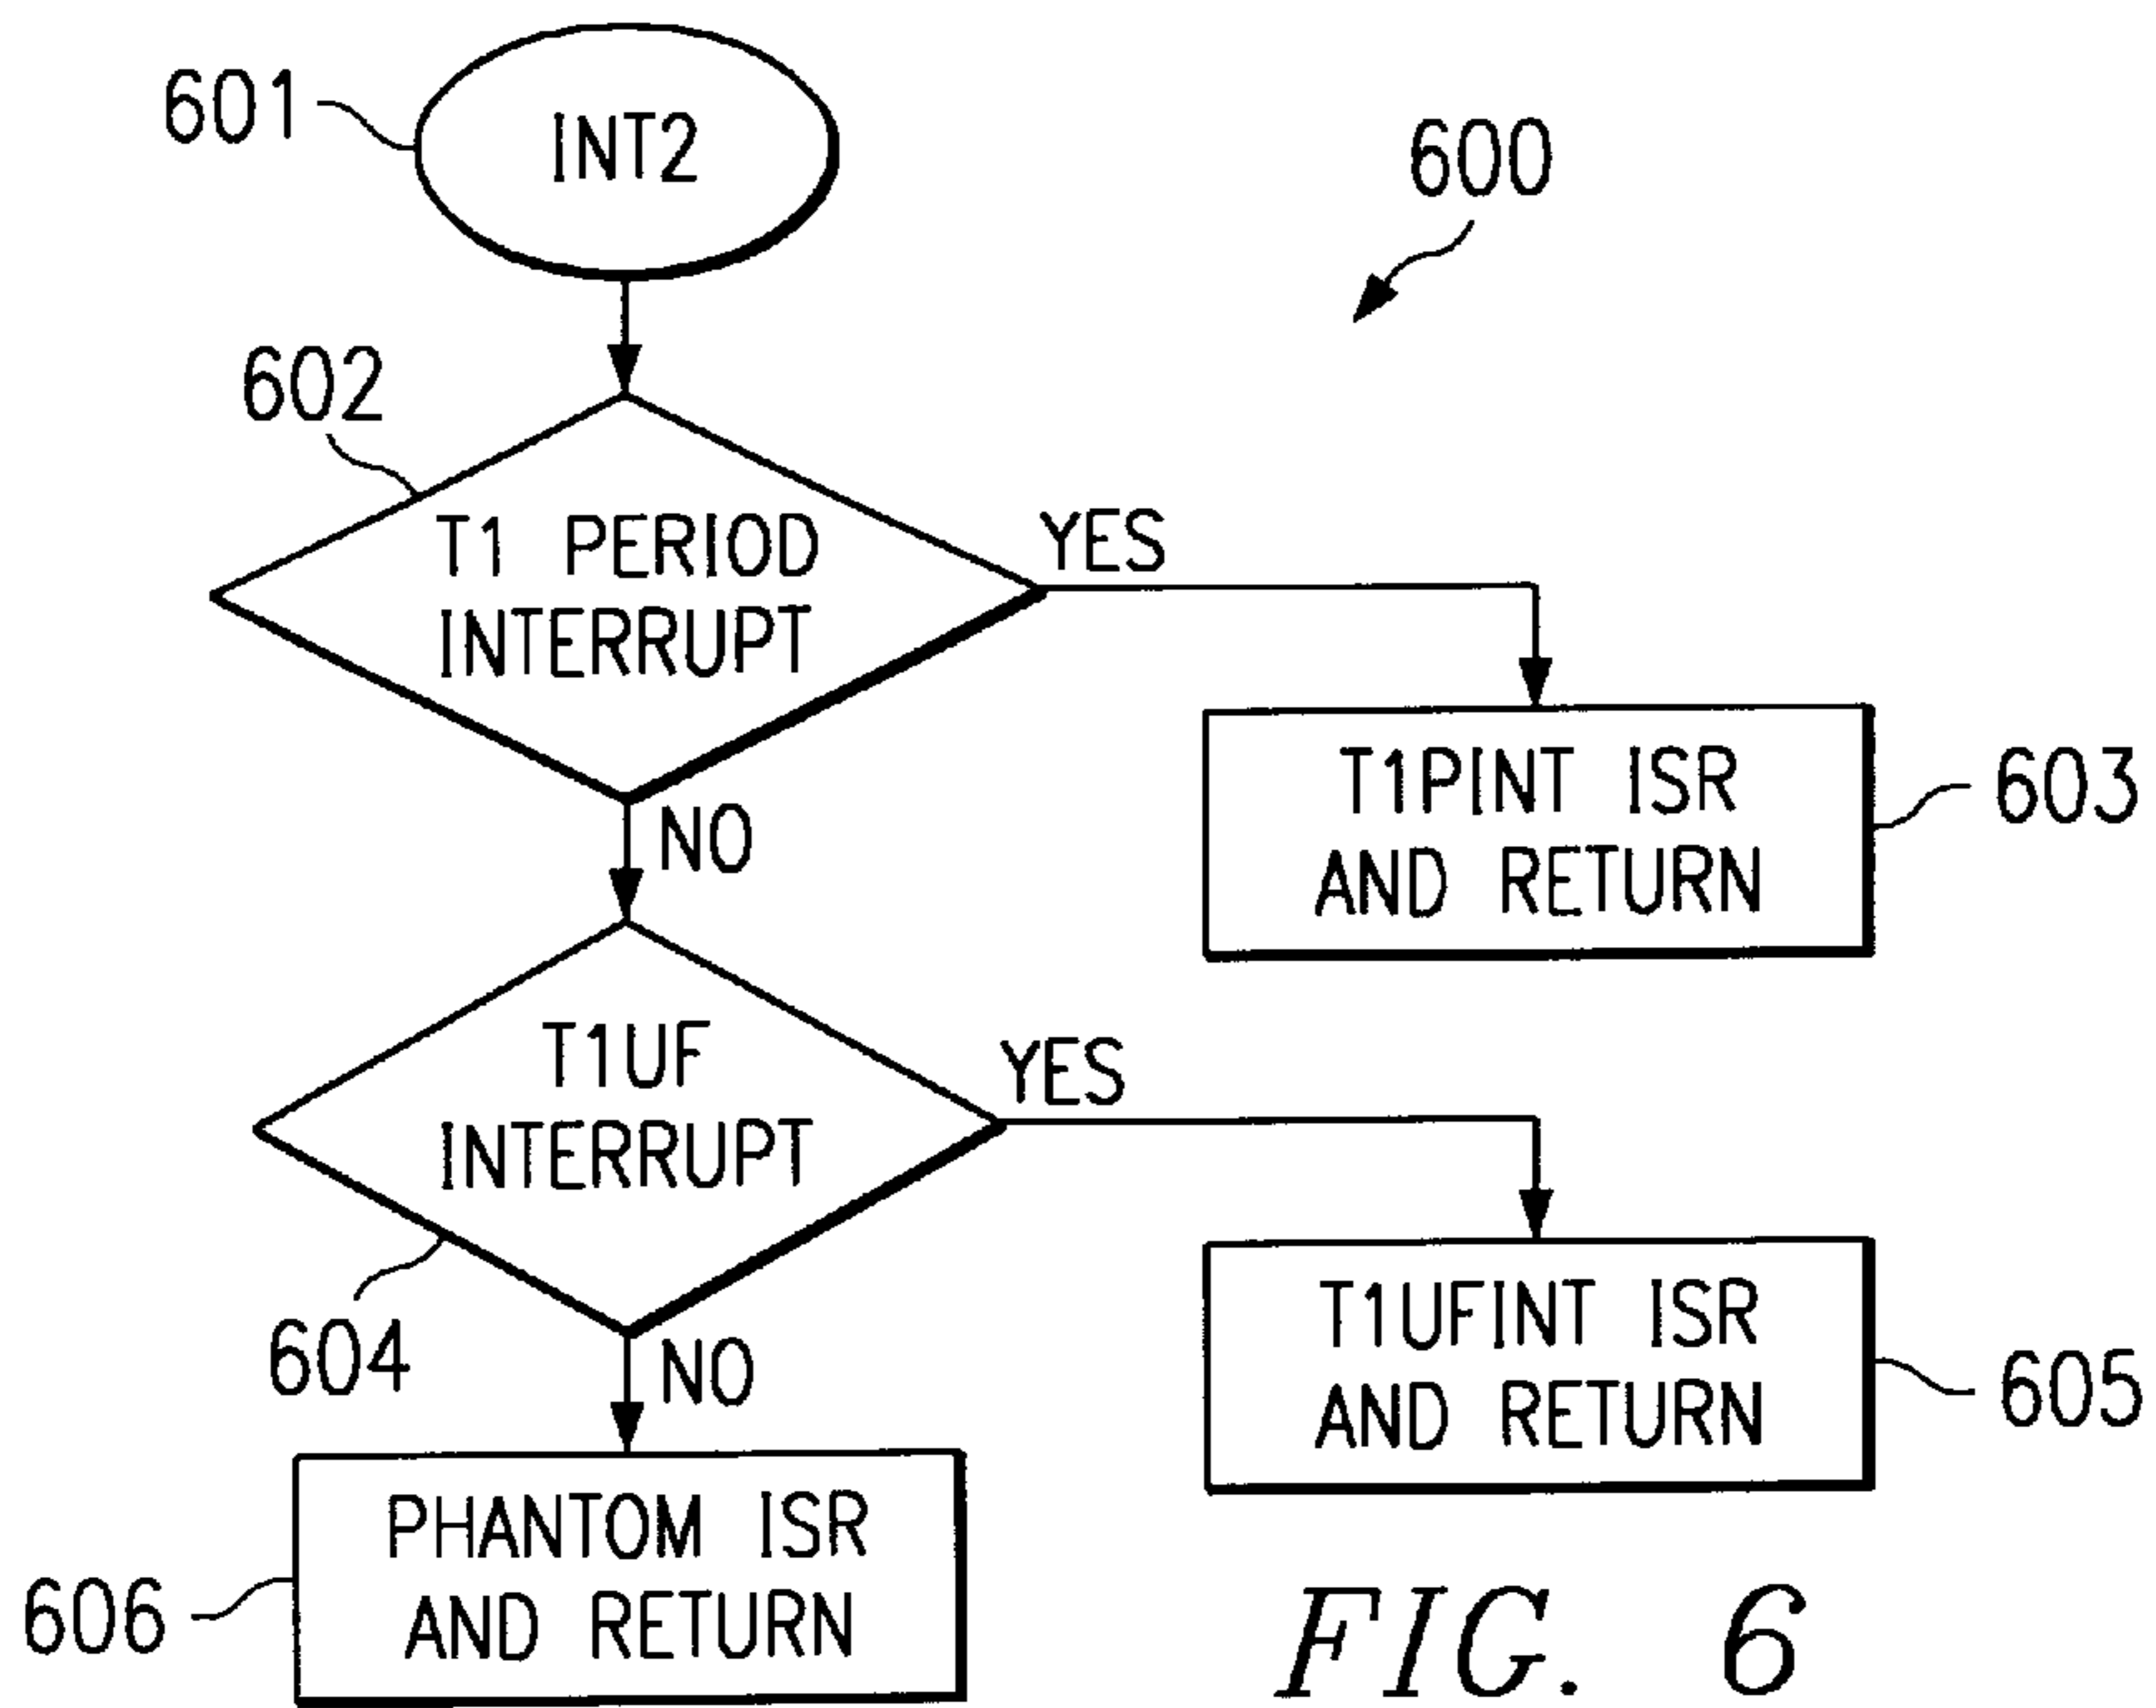 601
INT2
600
602
T1 PERIOD
INTERRUPT
YES
T1PINT ISR
AND RETURN
603
NO
T1UF
INTERRUPT
YES
604
T1UFINT ISR
AND RETURN
605
NO
PHANTOM ISR
AND RETURN
606
FIG. 6